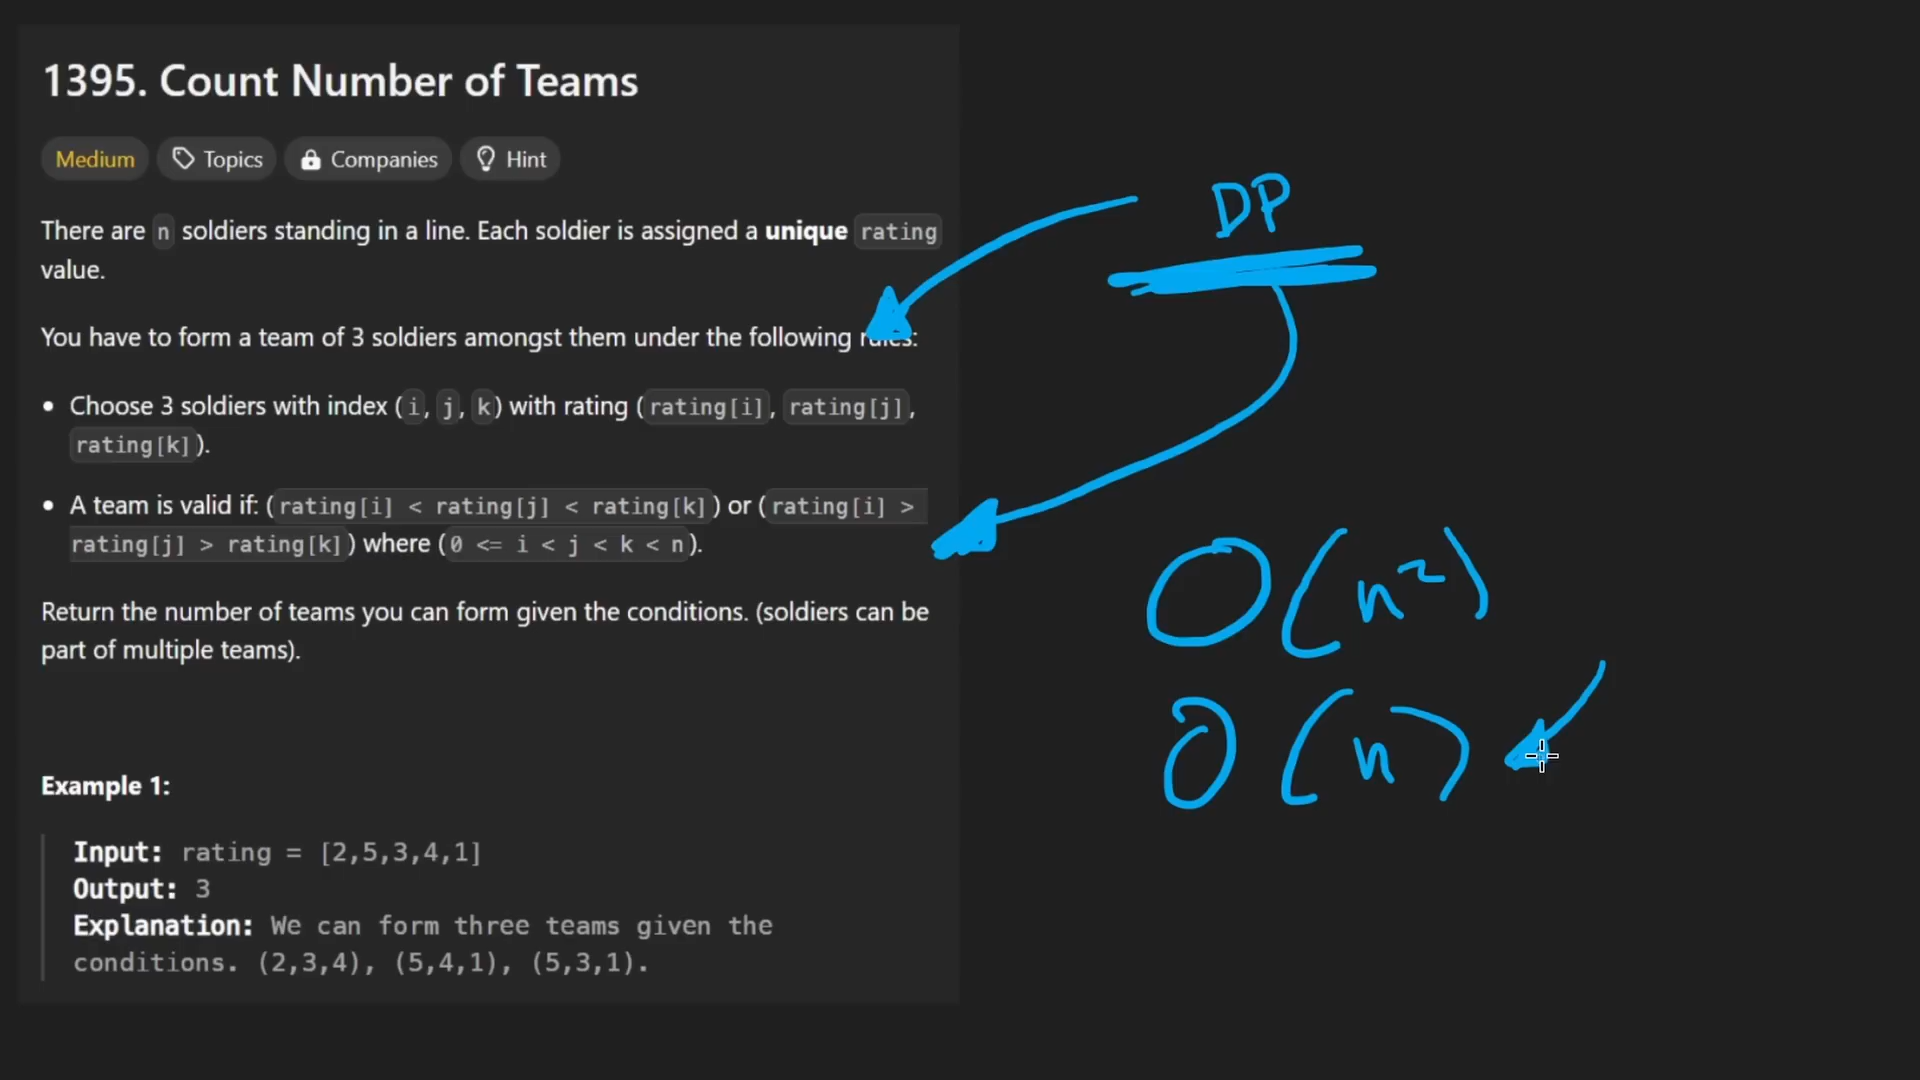 1395. Count Number of Teams
Medium Topics Companies Hint
There are n soldiers standing in a line. Each soldier is assigned a unique rating
value.
You have to form a team of 3 soldiers amongst them under the following rules:
• Choose 3 soldiers with index (i, j, k) with rating (rating[i], rating[j],
rating[k]).
• A team is valid if: (rating[i] < rating[j] < rating[k]) or (rating[i] >
rating[j] > rating[k]) where (0 <= i < j < k < n).
Return the number of teams you can form given the conditions. (soldiers can be
part of multiple teams).
Example 1:
Input: rating = [2,5,3,4,1]
Output: 3
Explanation: We can form three teams given the
conditions. (2,3,4), (5,4,1), (5,3,1).
DP
O(n²)
O(n)